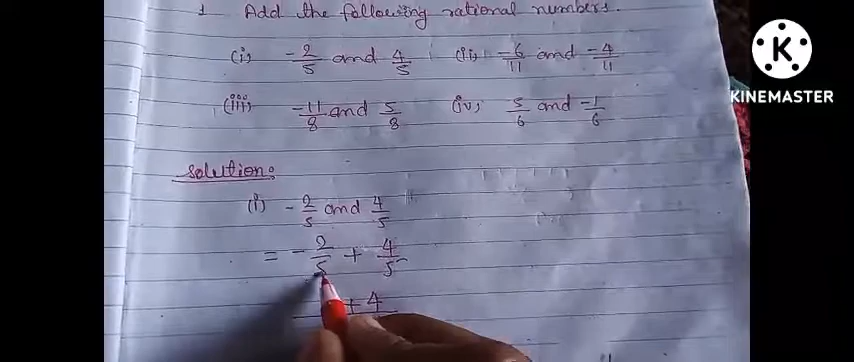 1 Add the following rational numbers.
(i) -2/5 and 4/5 (ii) -6/11 and -4/11
(iii) -11/8 and 5/8 (iv) 5/6 and -1/6
Solution:
(i) -2/5 and 4/5
= -2/5 + 4/5
+ 4
K
KINEMASTER